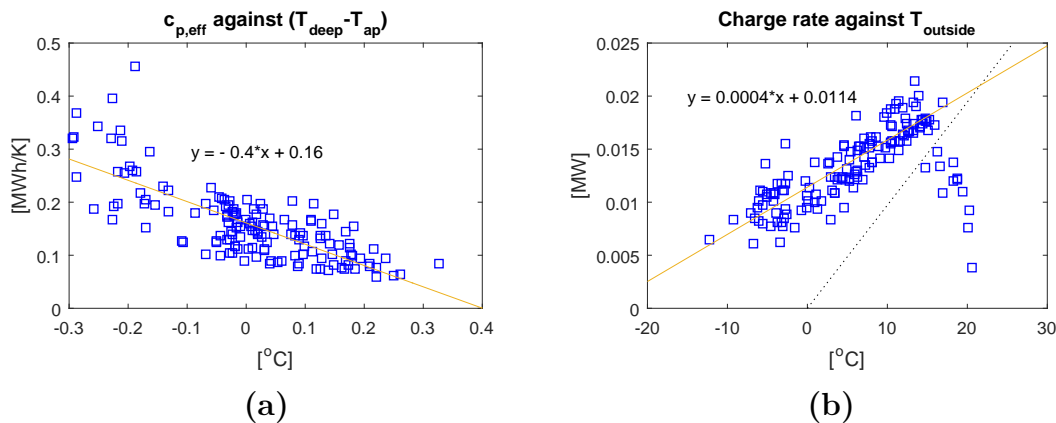 c_p,eff against (T_deep-T_ap)
[MWh/K]
0.5
0.4
0.3
0.2
0.1
0
y = - 0.4*x + 0.16
-0.3 -0.2 -0.1 0 0.1 0.2 0.3 0.4
[°C]
(a)
Charge rate against T_outside
[MW]
0.025
0.02
0.015
0.01
0.005
0
y = 0.0004*x + 0.0114
-20 -10 0 10 20 30
[°C]
(b)